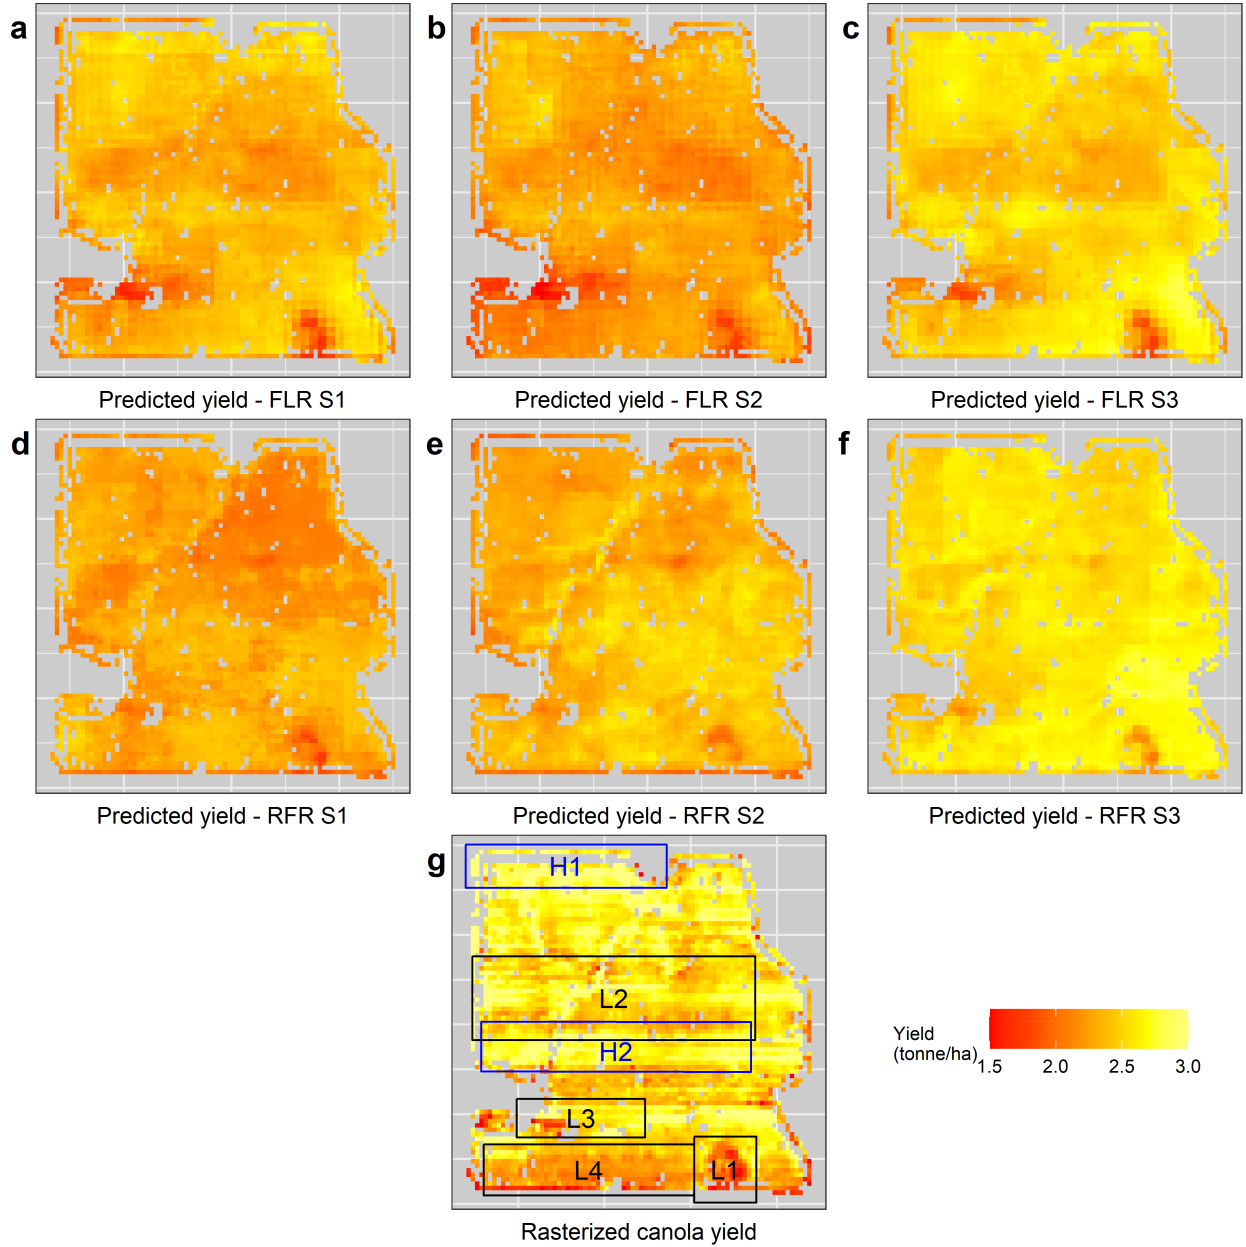 a
b
c
Predicted yield - FLR S1
Predicted yield - FLR S2
Predicted yield - FLR S3
d
e
f
Predicted yield - RFR S1
Predicted yield - RFR S2
Predicted yield - RFR S3
g
H1
L2
H2
L3
L4
L1
Rasterized canola yield
Yield
(tonne/ha)
1.5 2.0 2.5 3.0